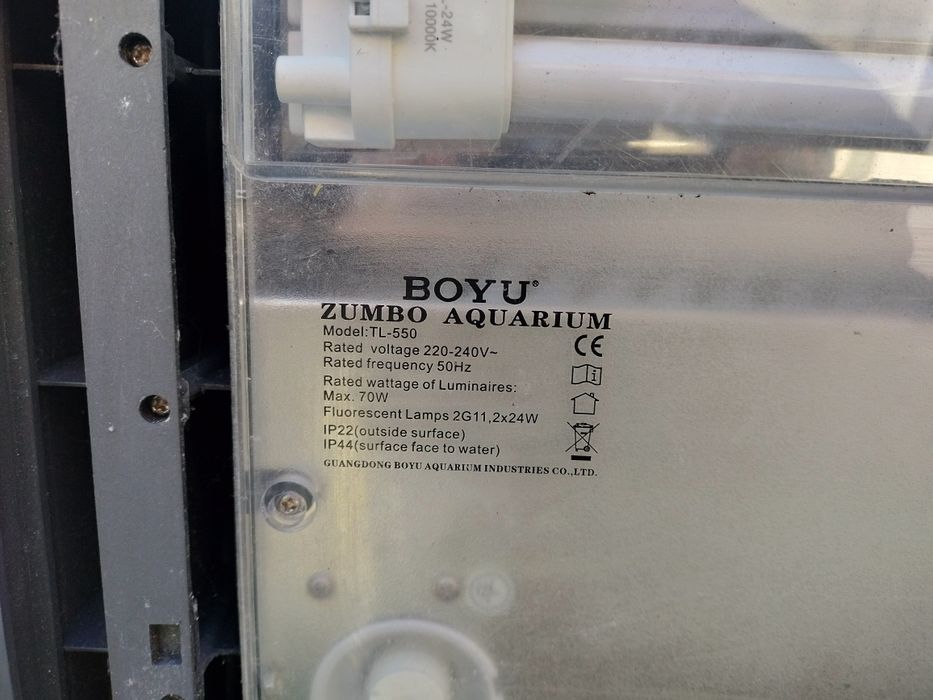 -24W
10000K
BOYU®
ZUMBO AQUARIUM
Model:TL-550
Rated voltage 220-240V~
Rated frequency 50Hz
Rated wattage of Luminaires:
Max. 70W
Fluorescent Lamps 2G11,2x24W
IP22(outside surface)
IP44(surface face to water)
GUANGDONG BOYU AQUARIUM INDUSTRIES CO.,LTD.
CE
i